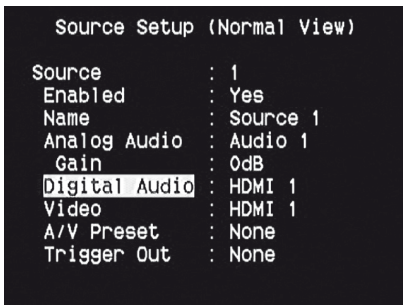 Source Setup (Normal View)
Source : 1
Enabled : Yes
Name : Source 1
Analog Audio : Audio 1
Gain : 0dB
Digital Audio : HDMI 1
Video : HDMI 1
A/V Preset : None
Trigger Out : None